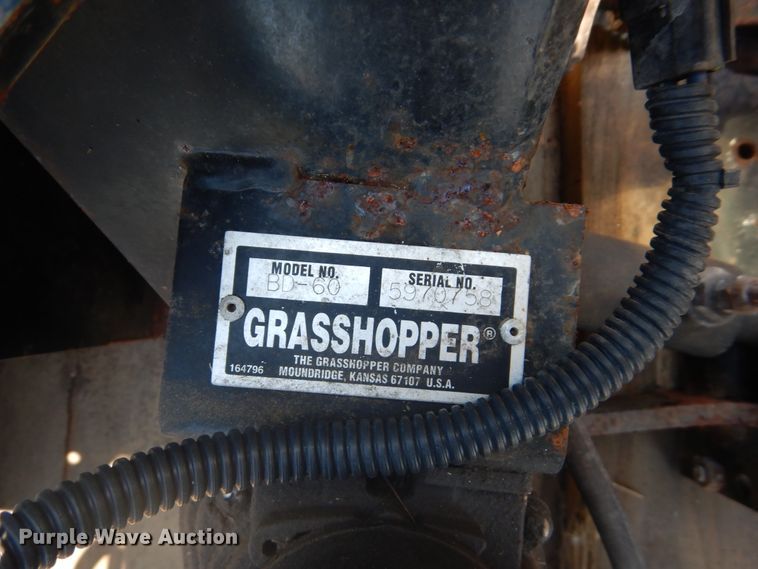 MODEL NO. SERIAL NO.
BD-60 5970758
GRASSHOPPER®
THE GRASSHOPPER COMPANY
164796 MOUNDRIDGE, KANSAS 67107 U.S.A.
Purple Wave Auction